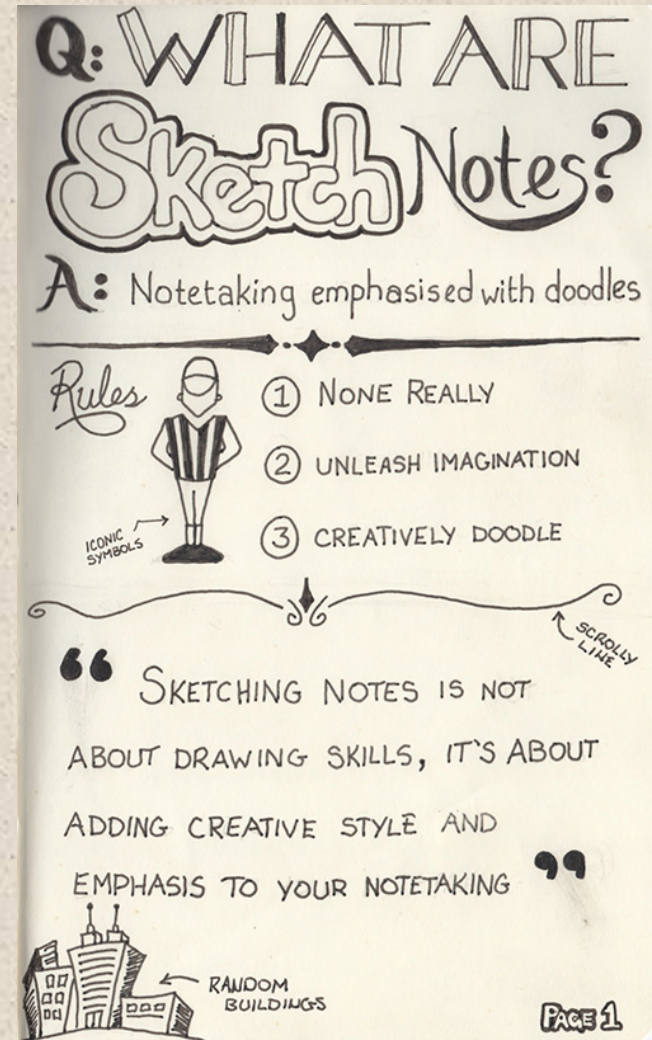 Q: WHAT ARE
Sketch Notes?
A: Notetaking emphasised with doodles
Rules
① NONE REALLY
② UNLEASH IMAGINATION
③ CREATIVELY DOODLE
ICONIC
SYMBOLS
SCROLLY
LINE
“ SKETCHING NOTES IS NOT
ABOUT DRAWING SKILLS, IT'S ABOUT
ADDING CREATIVE STYLE AND
EMPHASIS TO YOUR NOTETAKING ”
RANDOM
BUILDINGS
PAGE 1